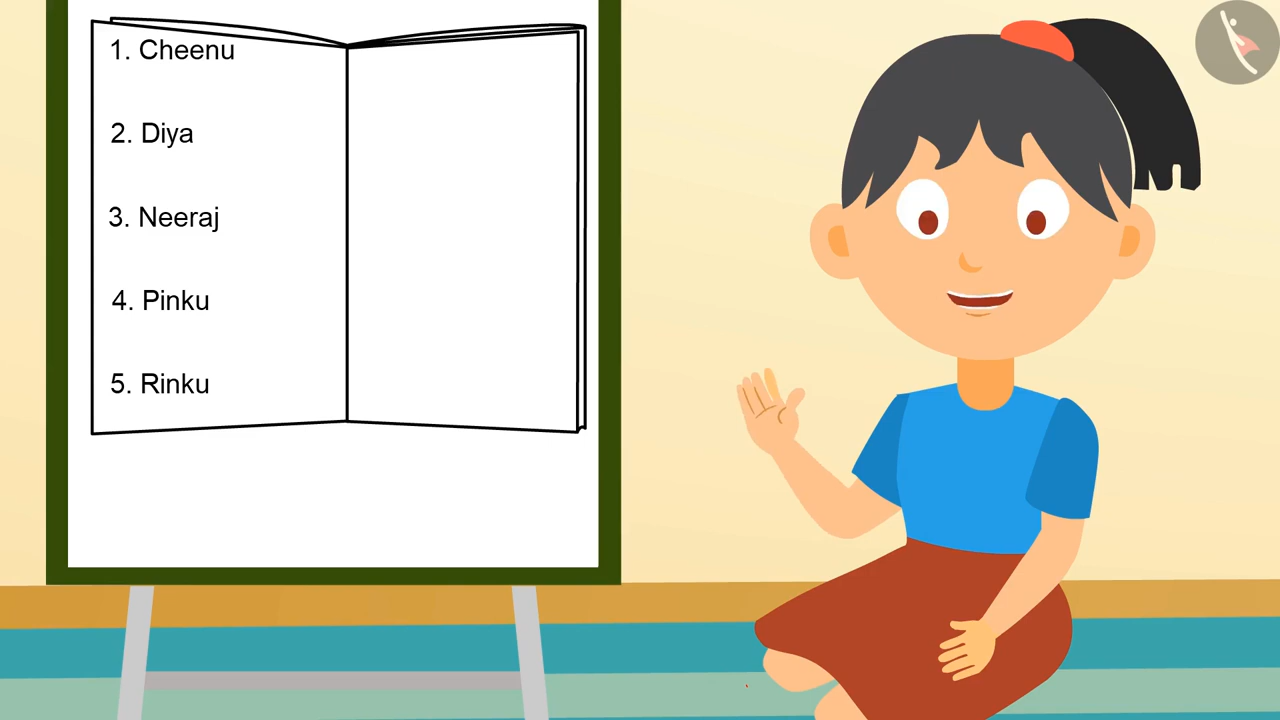 1. Cheenu
2. Diya
3. Neeraj
4. Pinku
5. Rinku